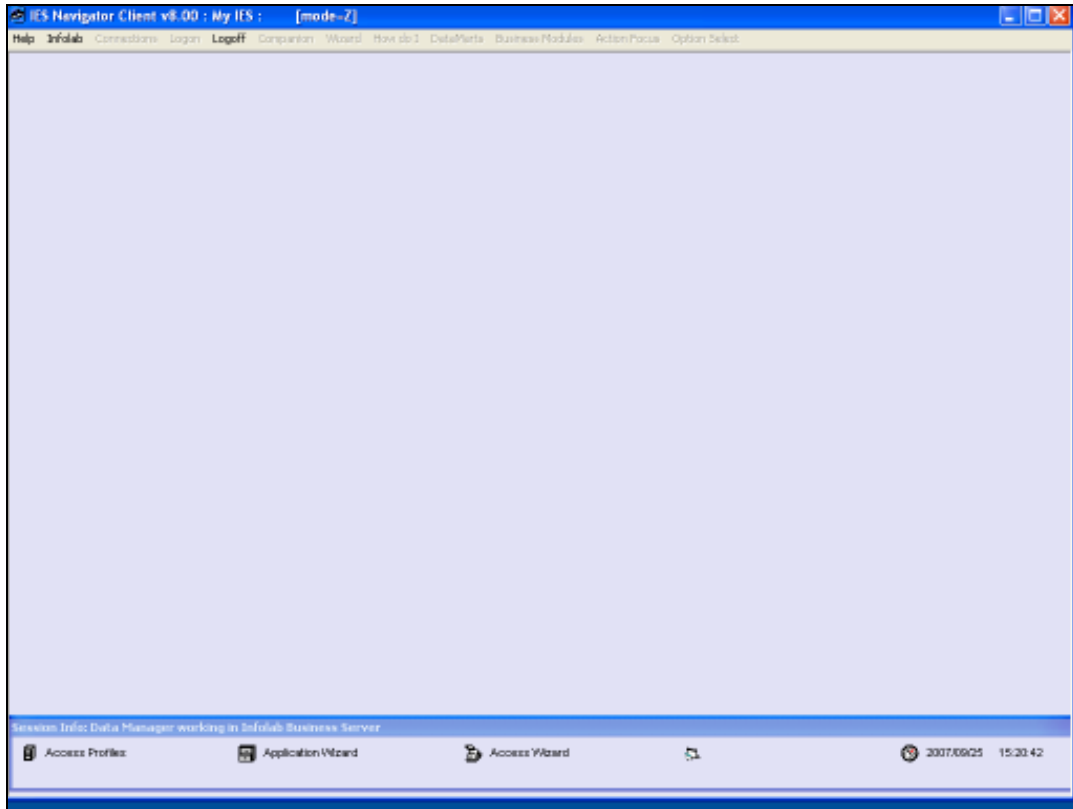 IES Navigator Client v8.00 : My IES : [mode-Z]
Help Infolab Connections Logon Logoff Companion Wizard How do I DataMarts Business Modules Action Focus Option Select
Session Info: Data Manager working in Infolab Business Server
Access Profiles Application Wizard Access Wizard 2007/09/25 15:20:42